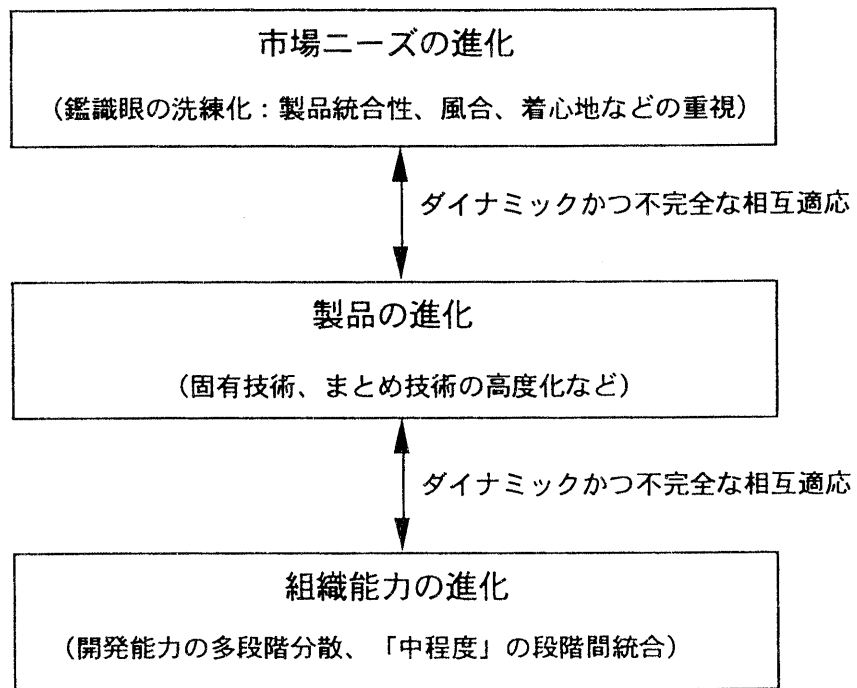 市場ニーズの進化
（鑑識眼の洗練化：製品統合性、風合、着心地などの重視）
ダイナミックかつ不完全な相互適応
製品の進化
（固有技術、まとめ技術の高度化など）
ダイナミックかつ不完全な相互適応
組織能力の進化
（開発能力の多段階分散、「中程度」の段階間統合）